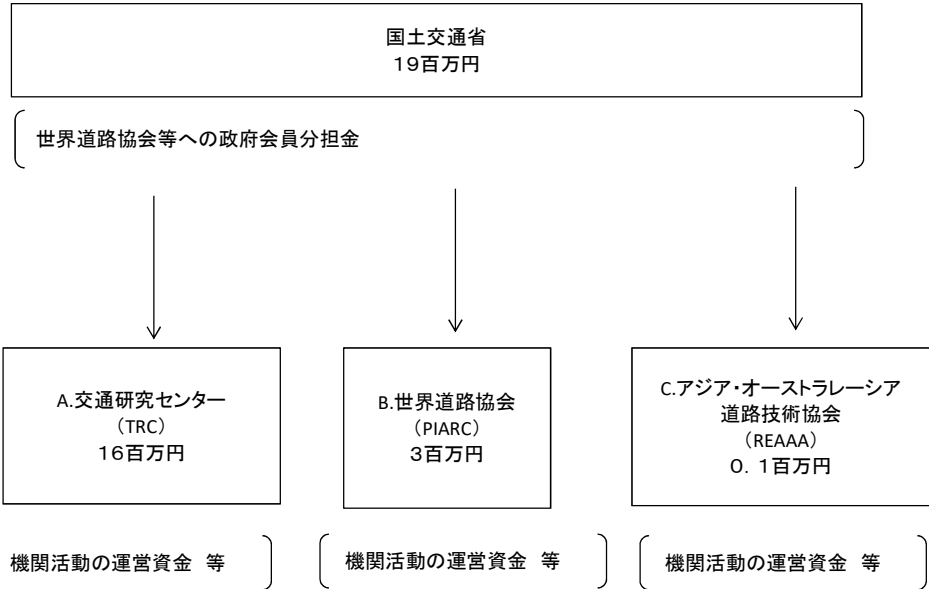 国土交通省
19百万円
世界道路協会等への政府会員分担金
A.交通研究センター
（TRC）
16百万円
B.世界道路協会
（PIARC）
3百万円
C.アジア・オーストラレーシア
道路技術協会
（REAAA）
0．1百万円
機関活動の運営資金　等
機関活動の運営資金　等
機関活動の運営資金　等